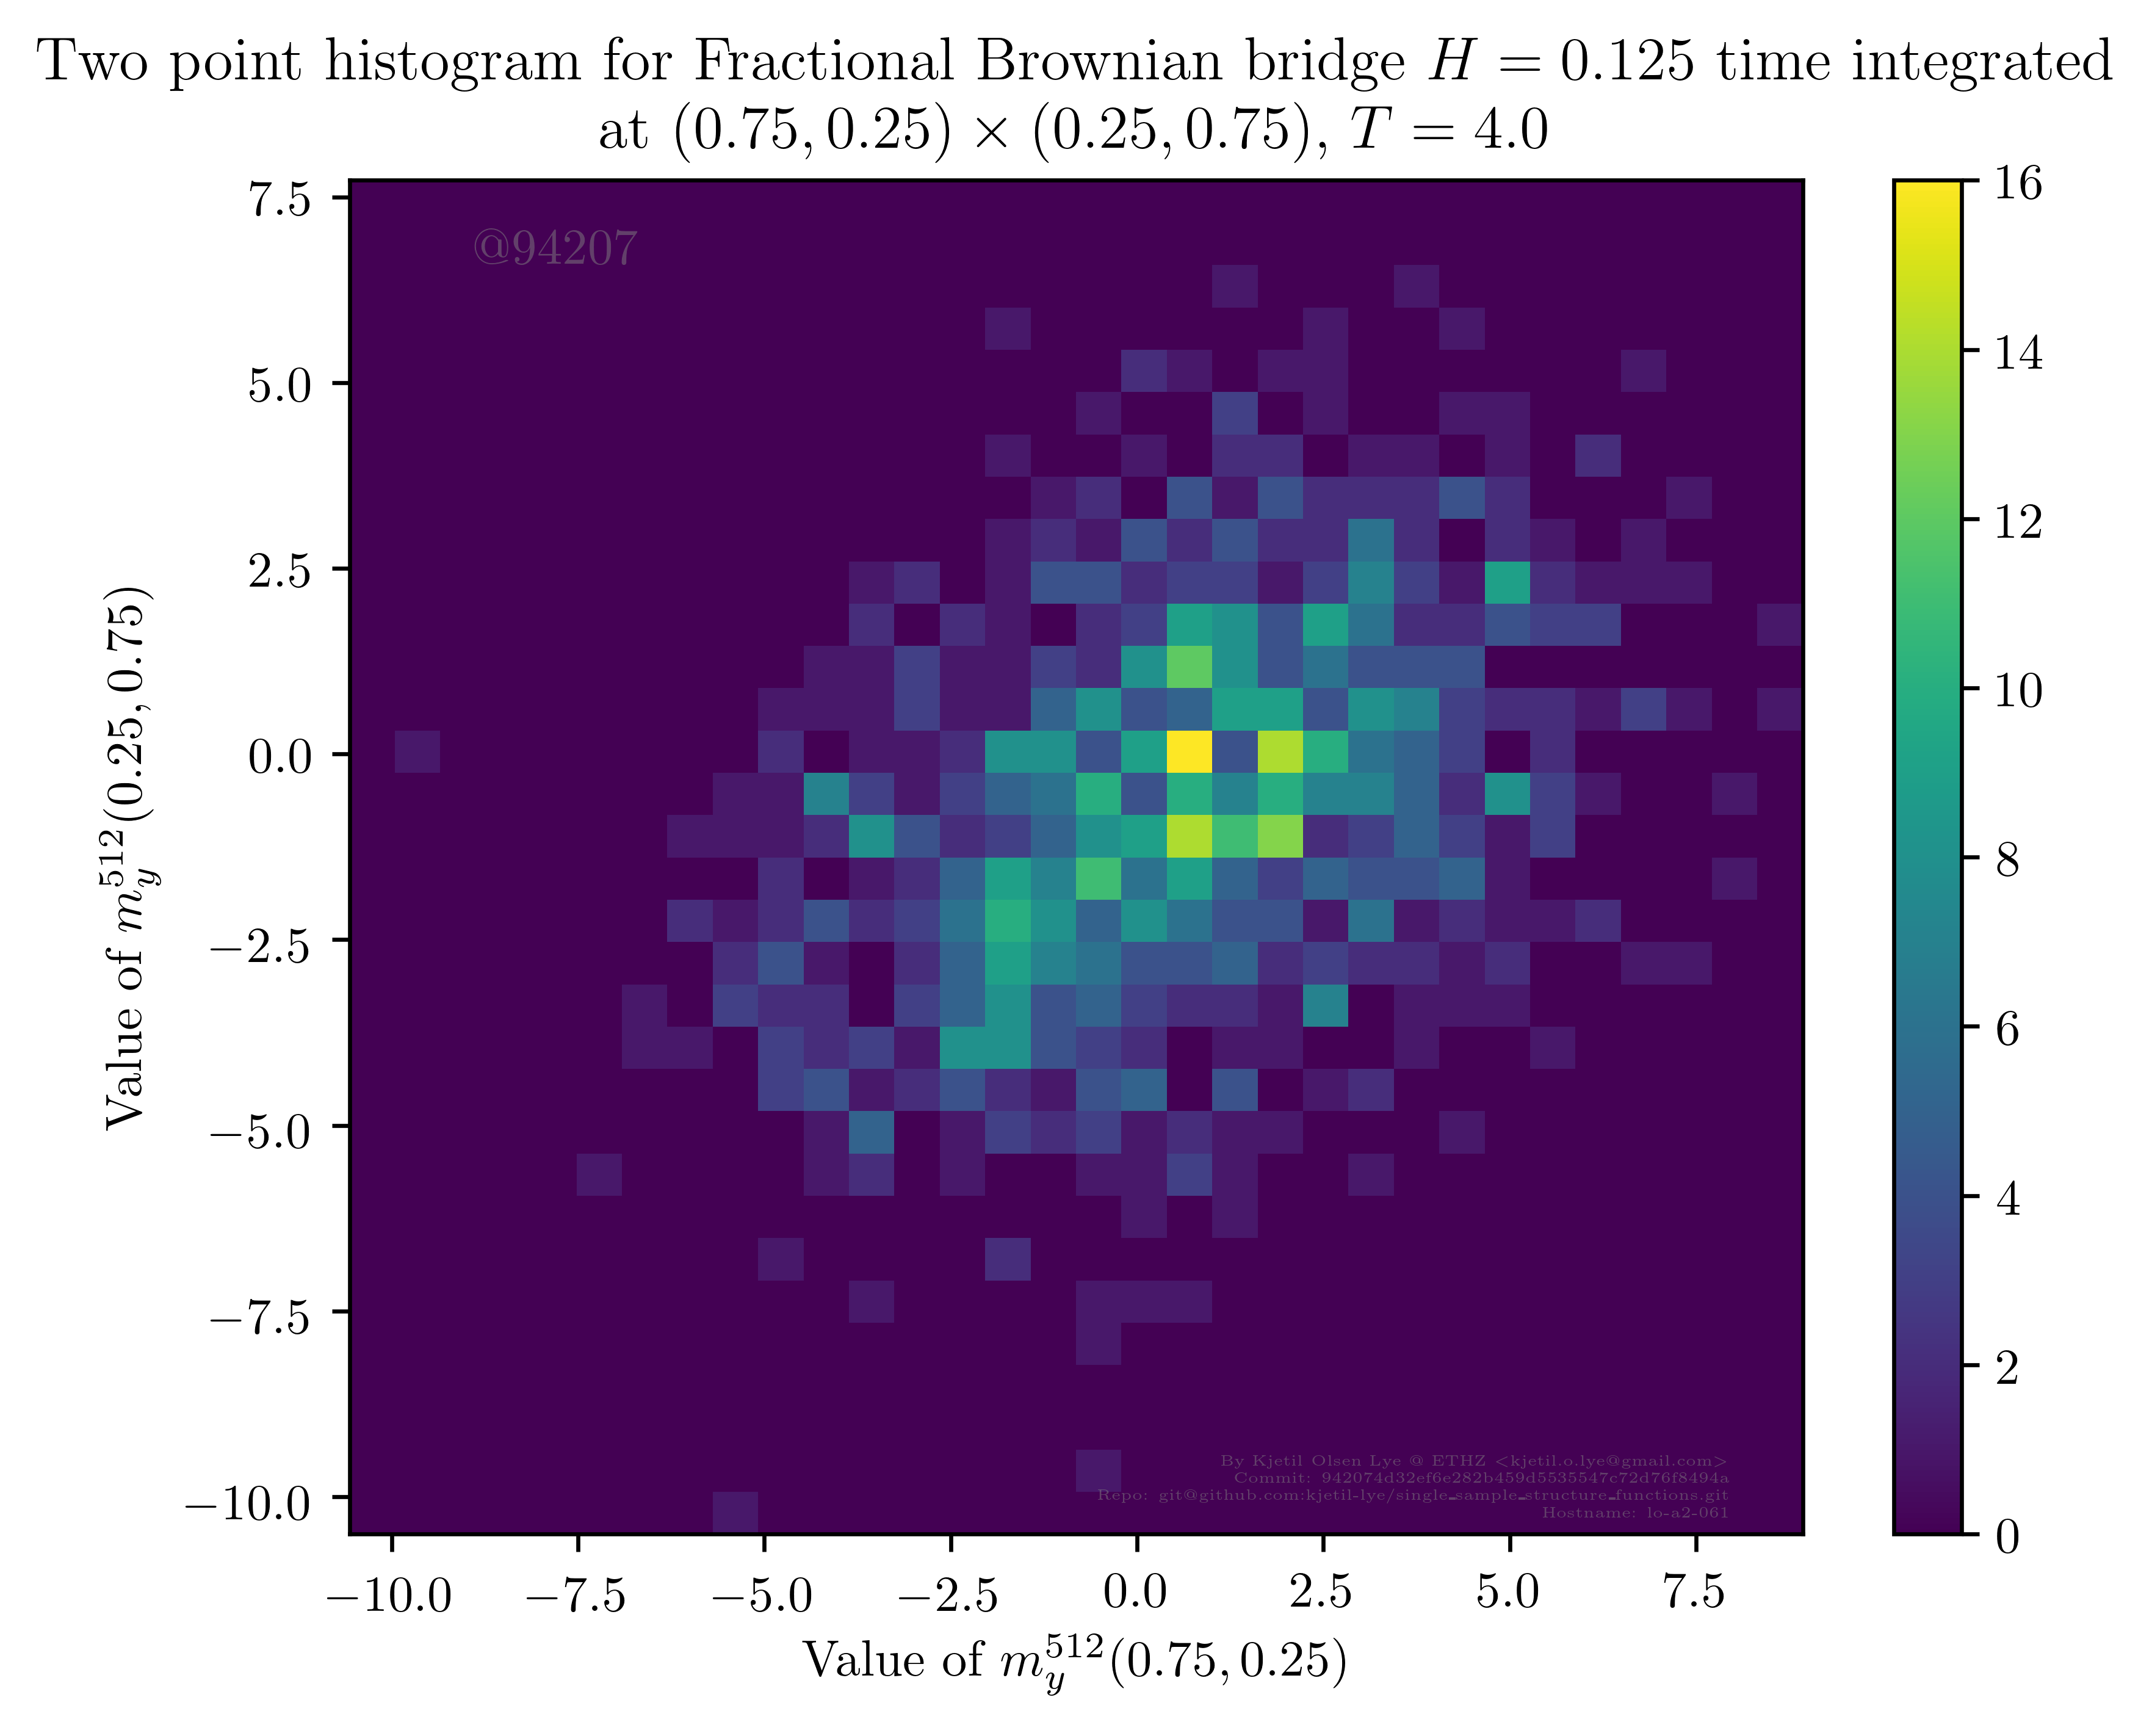 Two point histogram for Fractional Brownian bridge H = 0.125 time integrated
at (0.75, 0.25) × (0.25, 0.75), T = 4.0
@94207
7.5
5.0
2.5
0.0
−2.5
−5.0
−7.5
−10.0
Value of m_y^512(0.25, 0.75)
−10.0 −7.5 −5.0 −2.5 0.0 2.5 5.0 7.5
Value of m_y^512(0.75, 0.25)
16
14
12
10
8
6
4
2
0
By Kjetil Olsen Lye @ ETHZ <kjetil.o.lye@gmail.com>
Commit: 942074d32ef6e282b459d5535547c72d76f8494a
Repo: git@github.com:kjetil-lye/single_sample_structure_functions.git
Hostname: lo-a2-061